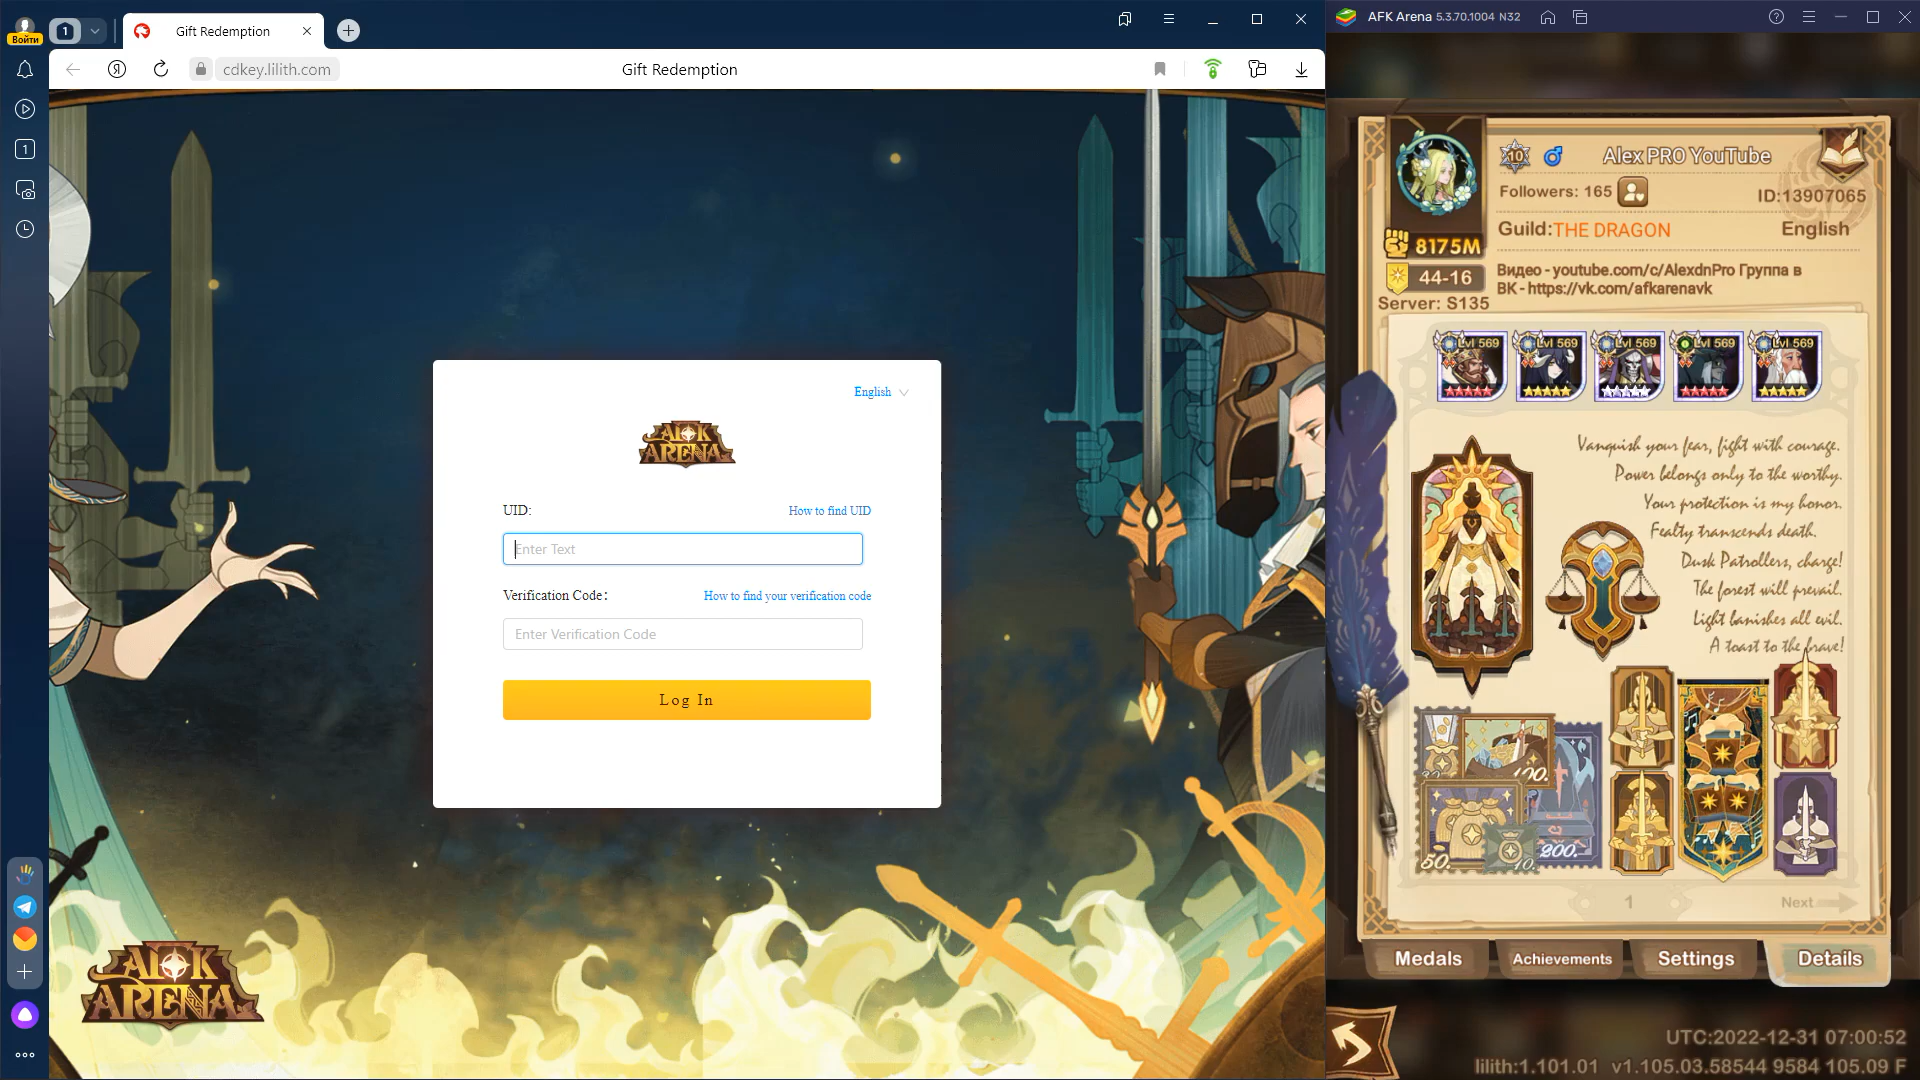 Войти
1
Gift Redemption
cdkey.lilith.com
Gift Redemption
1
English
AFK
ARENA
UID:
How to find UID
Enter Text
Verification Code:
How to find your verification code
Enter Verification Code
Log In
AFK
ARENA
AFK Arena 5.3.70.1004 N32
10
Alex PRO YouTube
Followers: 165
ID:13907065
Guild:THE DRAGON
English
8175M
44-16
Видео - youtube.com/c/AlexdnPro Группа в
ВК - https://vk.com/afkarenavk
Server: S135
Lvl 569
Lvl 569
Lvl 569
Lvl 569
Lvl 569
Vanquish your fear, fight with courage.
Power belongs only to the worthy.
Your protection is my honor.
Fealty transcends death.
Dusk Patrollers, charge!
The forest will prevail.
Light banishes all evil.
A toast to the brave!
100.
50.
10.
200.
1
Next
Medals
Achievements
Settings
Details
UTC:2022-12-31 07:00:52
lilith:1.101.01 v1.105.03.58544 9584 105.09 F